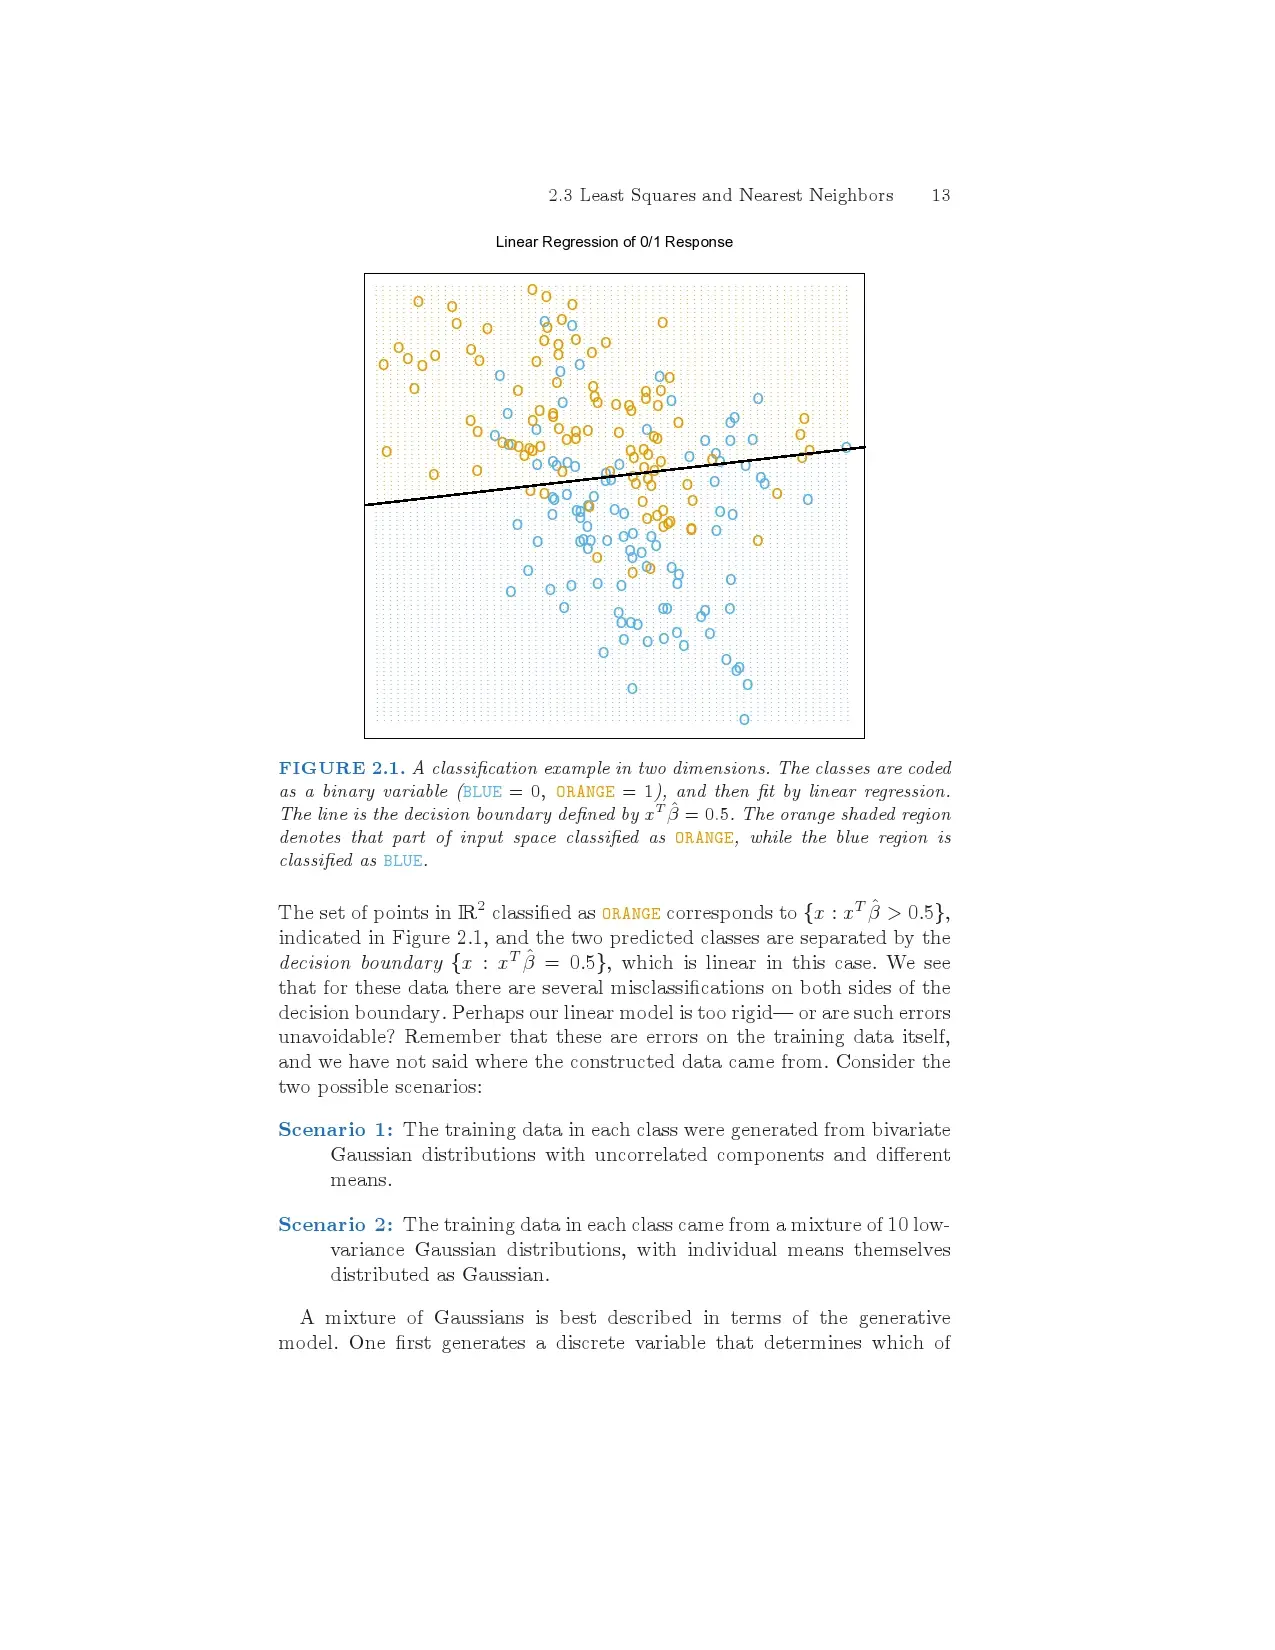 2.3 Least Squares and Nearest Neighbors 13
Linear Regression of 0/1 Response
FIGURE 2.1. A classification example in two dimensions. The classes are coded
as a binary variable (BLUE = 0, ORANGE = 1), and then fit by linear regression.
The line is the decision boundary defined by x^T β̂ = 0.5. The orange shaded region
denotes that part of input space classified as ORANGE, while the blue region is
classified as BLUE.
The set of points in ℝ² classified as ORANGE corresponds to {x : x^T β̂ > 0.5},
indicated in Figure 2.1, and the two predicted classes are separated by the
decision boundary {x : x^T β̂ = 0.5}, which is linear in this case. We see
that for these data there are several misclassifications on both sides of the
decision boundary. Perhaps our linear model is too rigid— or are such errors
unavoidable? Remember that these are errors on the training data itself,
and we have not said where the constructed data came from. Consider the
two possible scenarios:
Scenario 1: The training data in each class were generated from bivariate
Gaussian distributions with uncorrelated components and different
means.
Scenario 2: The training data in each class came from a mixture of 10 low-
variance Gaussian distributions, with individual means themselves
distributed as Gaussian.
A mixture of Gaussians is best described in terms of the generative
model. One first generates a discrete variable that determines which of